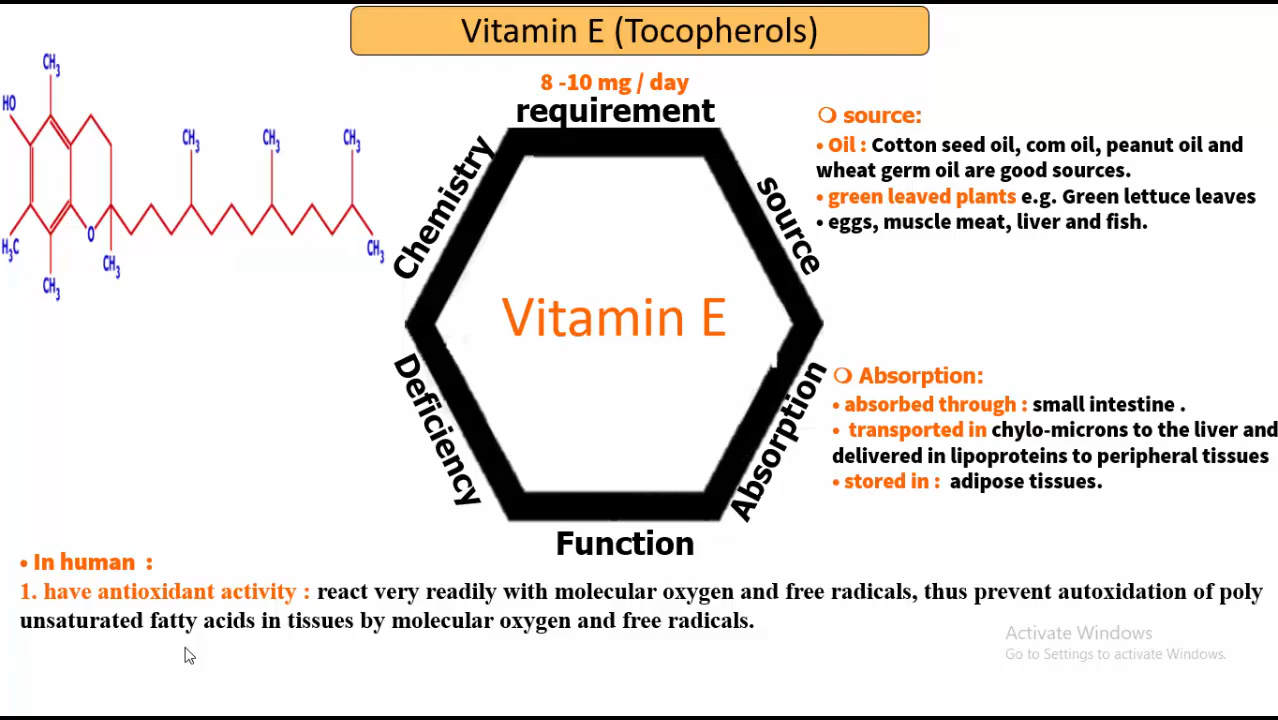 Vitamin E (Tocopherols)
CH3
HO
CH3
CH3
CH3
O
H3C
CH3
CH3
CH3
8 -10 mg / day
requirement
Chemistry
source
Vitamin E
Deficiency
Absorption
Function
❍ source:
• Oil : Cotton seed oil, com oil, peanut oil and
wheat germ oil are good sources.
• green leaved plants e.g. Green lettuce leaves
• eggs, muscle meat, liver and fish.
❍ Absorption:
• absorbed through : small intestine .
• transported in chylo-microns to the liver and
delivered in lipoproteins to peripheral tissues
• stored in : adipose tissues.
• In human :
1. have antioxidant activity : react very readily with molecular oxygen and free radicals, thus prevent autoxidation of poly
unsaturated fatty acids in tissues by molecular oxygen and free radicals.
Activate Windows
Go to Settings to activate Windows.